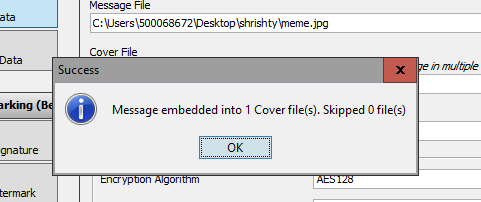 Message File
ata
C:\Users\500068672\Desktop\shrishty\meme.jpg
Data
Cover File
ge in multiple
Success
x
Message embedded into 1 Cover file(s). Skipped 0 file(s)
OK
arking (Be
gnature
Encryption Algorithm
AES128
termark